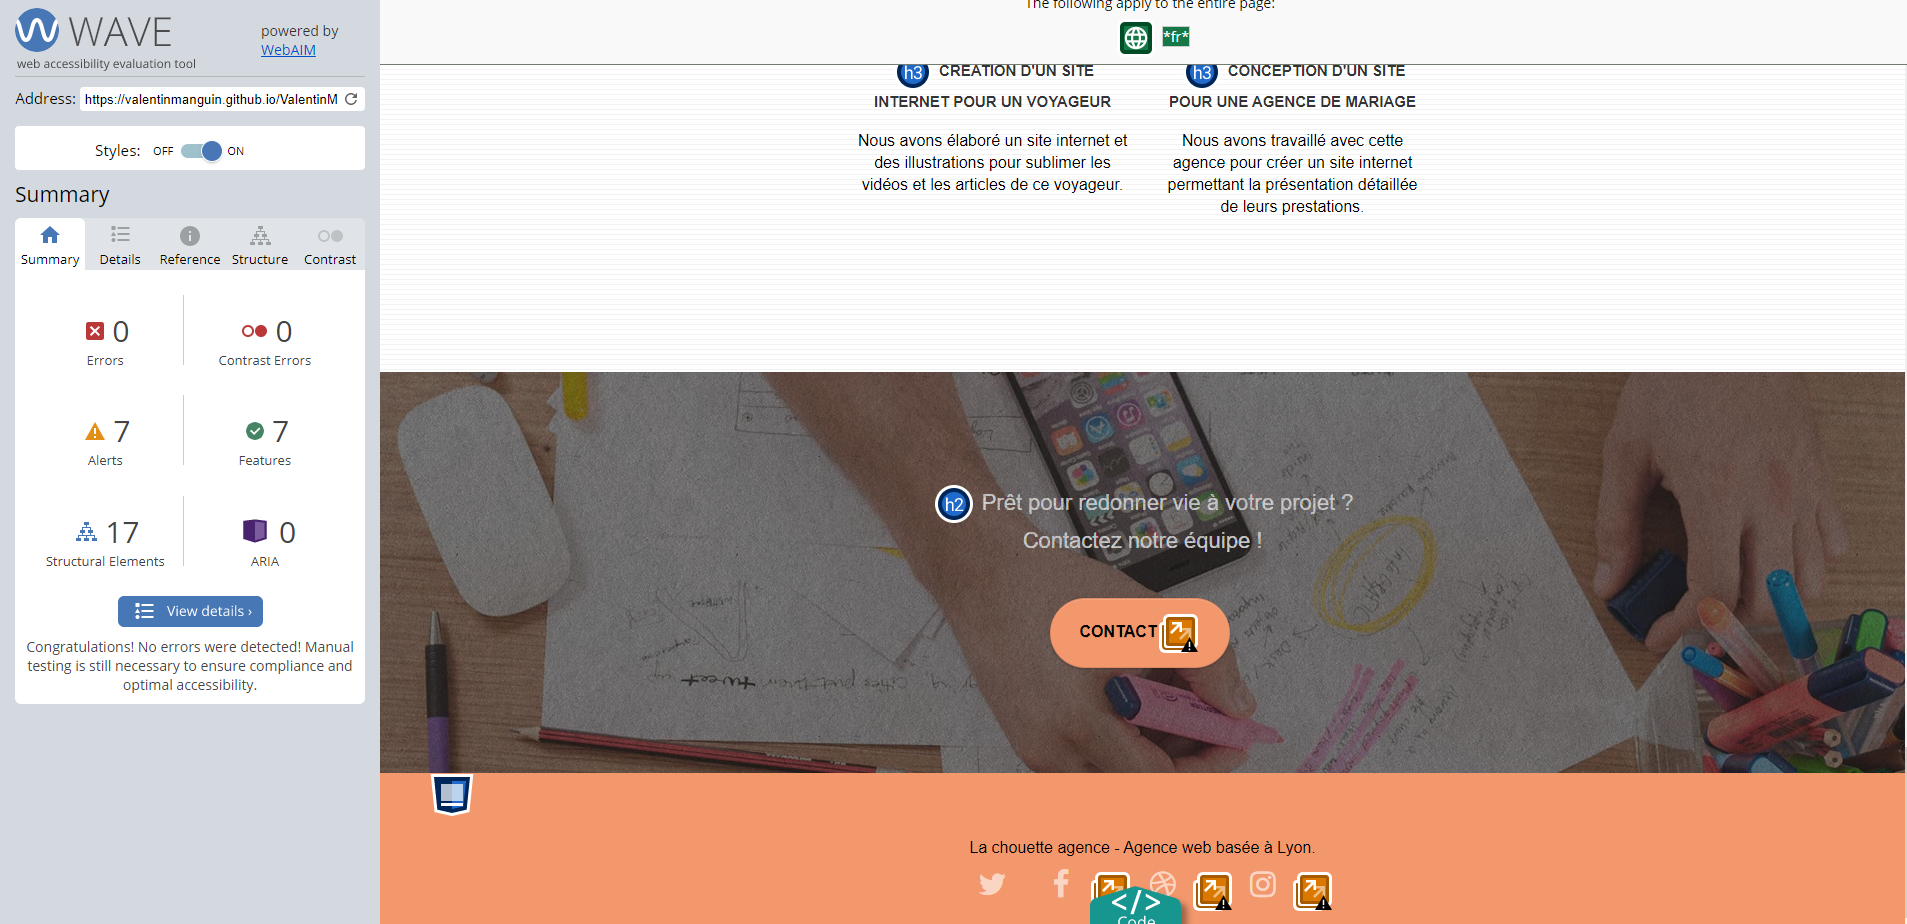 WAVE
powered by
WebAIM
web accessibility evaluation tool
Address: https://valentinmanguin.github.io/ValentinM
Styles: OFF ON
Summary
Summary Details Reference Structure Contrast
0 0
Errors Contrast Errors
7 7
Alerts Features
17 0
Structural Elements ARIA
View details ›
Congratulations! No errors were detected! Manual
testing is still necessary to ensure compliance and
optimal accessibility.
The following apply to the entire page:
*fr*
h3 CREATION D'UN SITE
INTERNET POUR UN VOYAGEUR
Nous avons élaboré un site internet et
des illustrations pour sublimer les
vidéos et les articles de ce voyageur.
h3 CONCEPTION D'UN SITE
POUR UNE AGENCE DE MARIAGE
Nous avons travaillé avec cette
agence pour créer un site internet
permettant la présentation détaillée
de leurs prestations.
h2 Prêt pour redonner vie à votre projet ?
Contactez notre équipe !
CONTACT
La chouette agence - Agence web basée à Lyon.
</>
Code